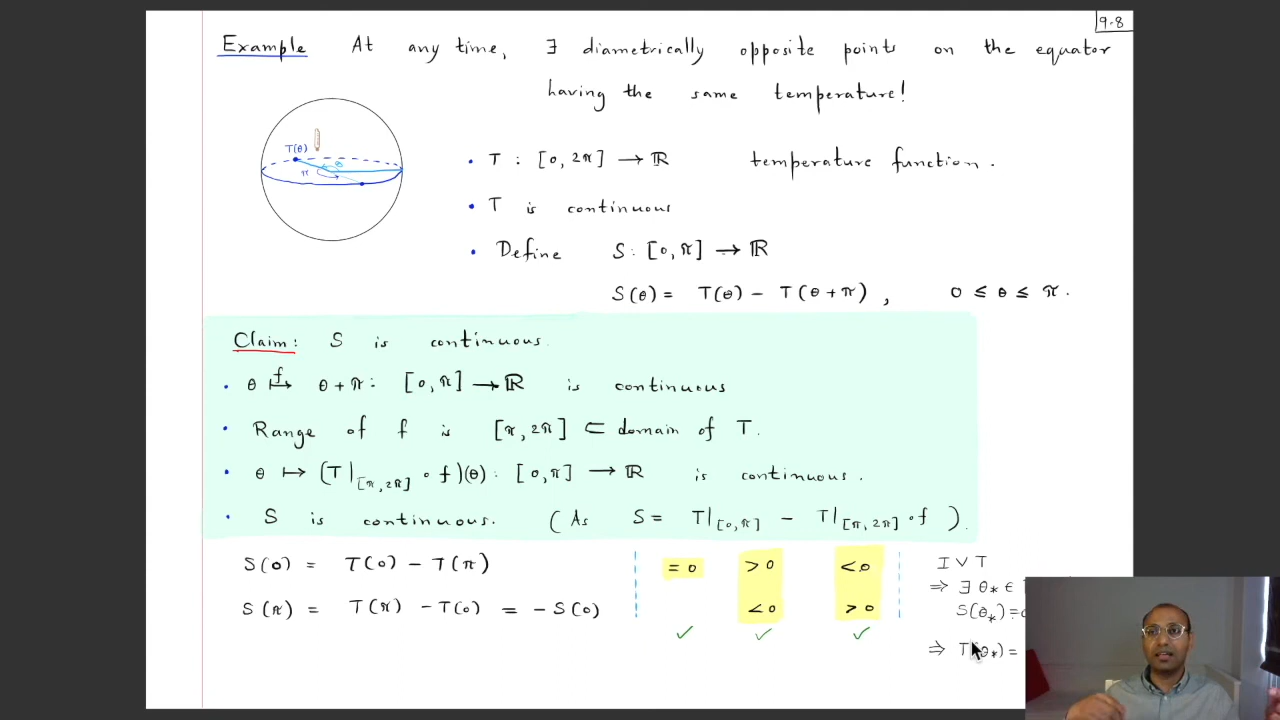 9-8
Example At any time, ∃ diametrically opposite points on the equator
having the same temperature!
T(θ)
θ
π
• T : [0, 2π] → ℝ temperature function.
• T is continuous
• Define S : [0, π] → ℝ
S(θ) = T(θ) - T(θ+π), 0 ≤ θ ≤ π.
Claim: S is continuous.
• θ ↦ᶠ θ+π : [0, π] → ℝ is continuous
• Range of f is [π, 2π] ⊂ domain of T.
• θ ↦ (T|[π,2π] ∘ f)(θ) : [0, π] → ℝ is continuous.
• S is continuous. (As S = T|[0,π] - T|[π,2π] ∘ f ).
S(0) = T(0) - T(π) = 0 > 0 < 0
S(π) = T(π) - T(0) = -S(0) < 0 > 0
✓ ✓ ✓
IVT
⇒ ∃ θ* ∈
S(θ*) =
⇒ T(θ*) =